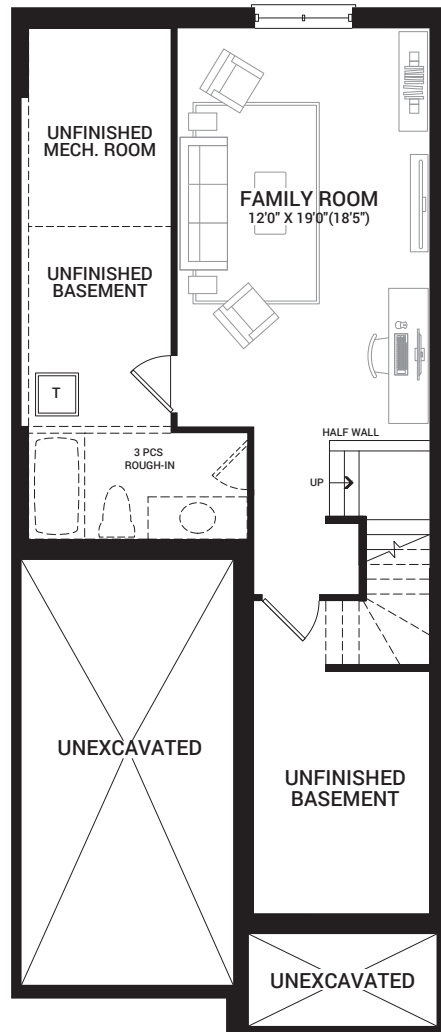 UNFINISHED
MECH. ROOM
FAMILY ROOM
12'0" X 19'0"(18'5")
UNFINISHED
BASEMENT
T
3 PCS
ROUGH-IN
HALF WALL
UP
UNEXCAVATED
UNFINISHED
BASEMENT
UNEXCAVATED